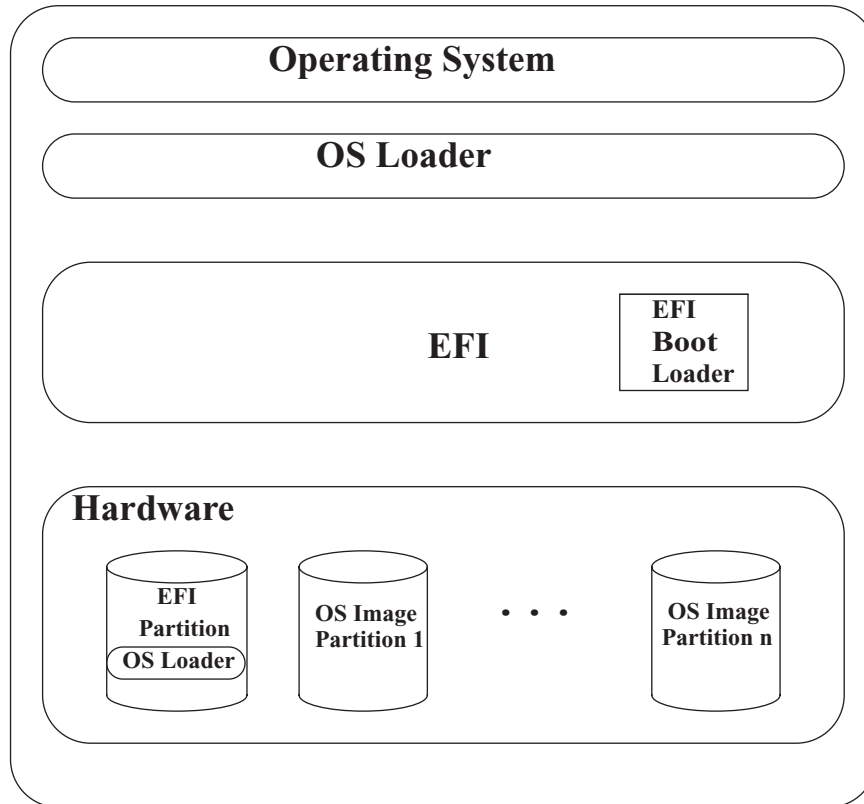 Operating System
OS Loader
EFI
EFI
Boot
Loader
Hardware
EFI
Partition
OS Loader
OS Image
Partition 1
. . .
OS Image
Partition n